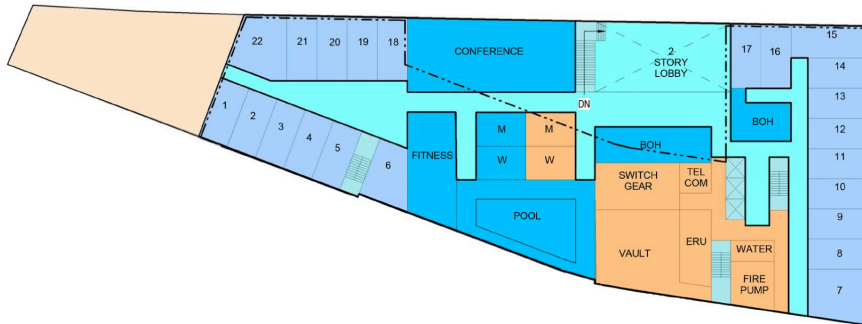 22
21
20
19
18
CONFERENCE
2
STORY
LOBBY
17
16
15
14
13
12
11
10
9
8
7
DN
1
2
3
4
5
6
FITNESS
M
M
W
W
BOH
BOH
SWITCH
GEAR
TEL
COM
POOL
VAULT
ERU
WATER
FIRE
PUMP